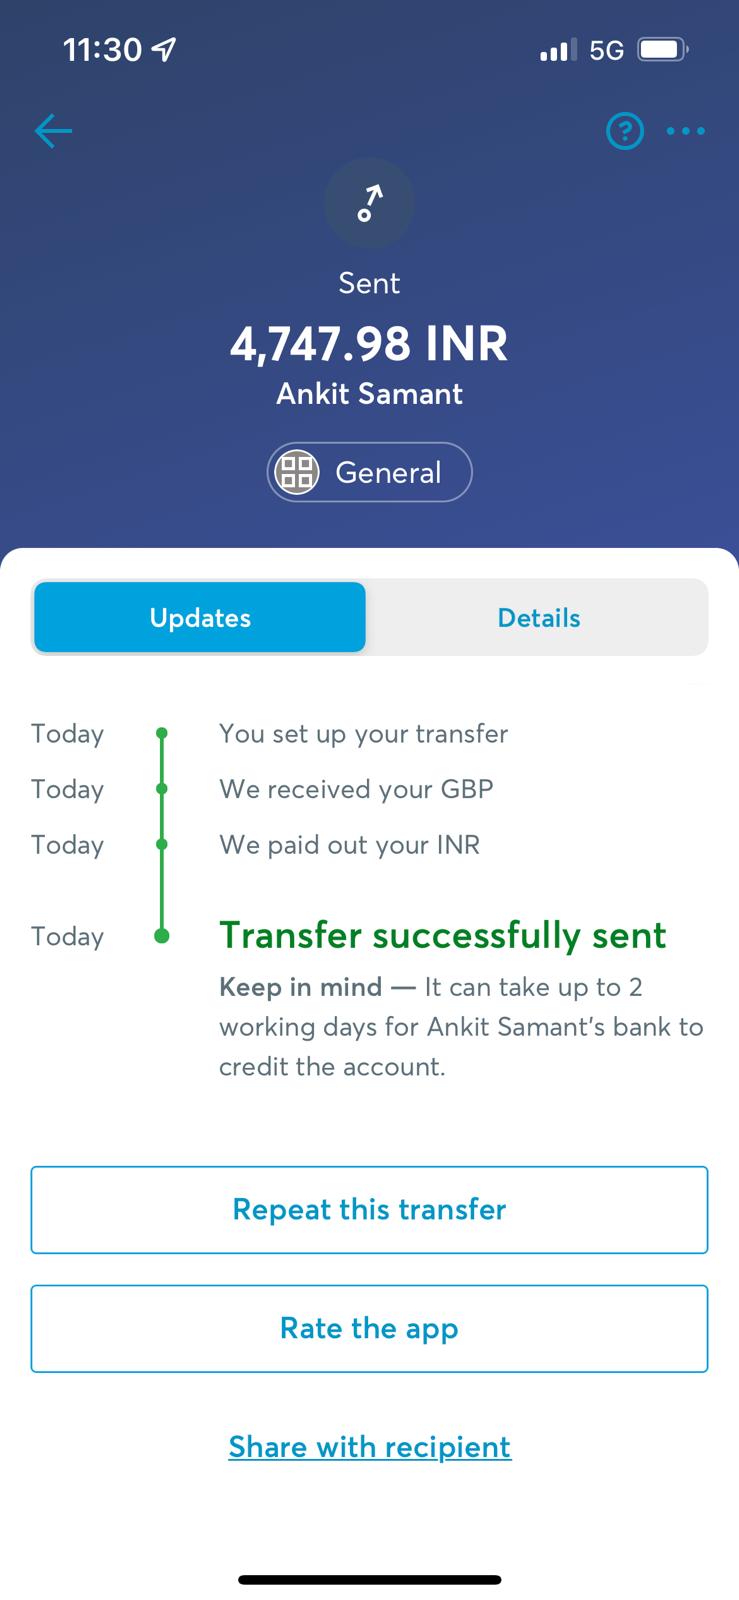 11:30
5G
Sent
4,747.98 INR
Ankit Samant
General
Updates
Details
Today
You set up your transfer
Today
We received your GBP
Today
We paid out your INR
Today
Transfer successfully sent
Keep in mind — It can take up to 2
working days for Ankit Samant's bank to
credit the account.
Repeat this transfer
Rate the app
Share with recipient